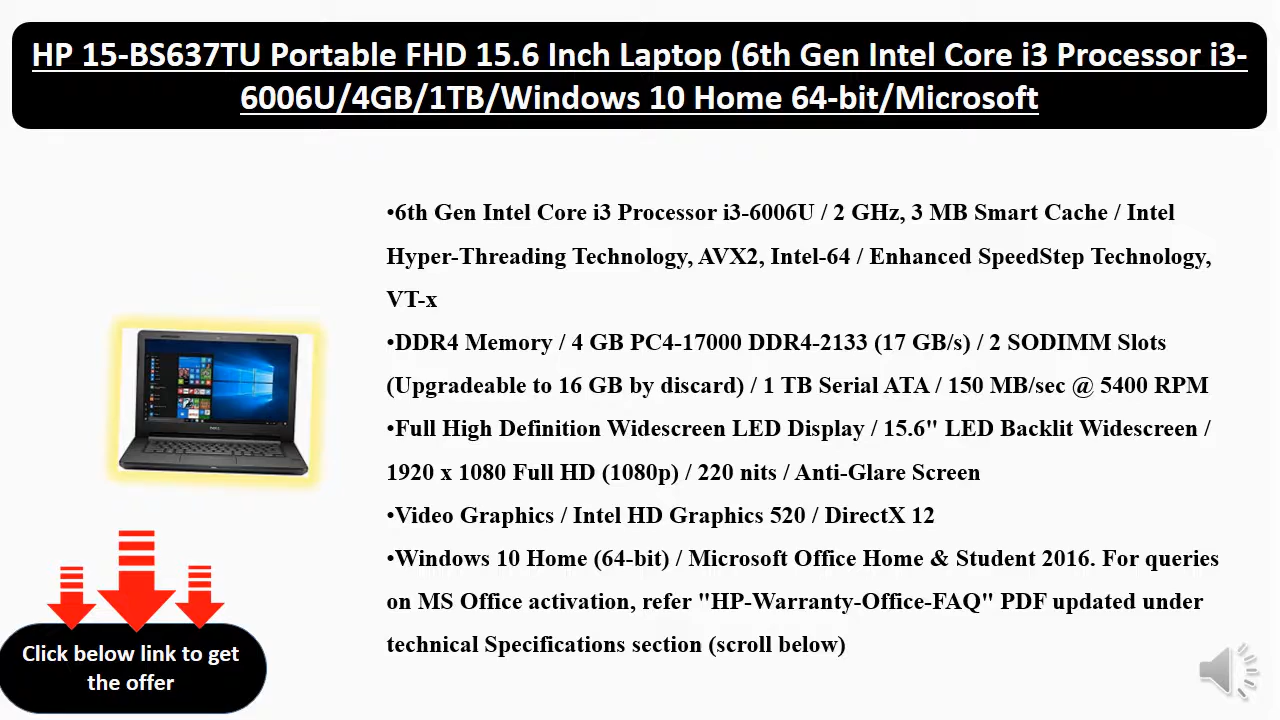 HP 15-BS637TU Portable FHD 15.6 Inch Laptop (6th Gen Intel Core i3 Processor i3-
6006U/4GB/1TB/Windows 10 Home 64-bit/Microsoft
•6th Gen Intel Core i3 Processor i3-6006U / 2 GHz, 3 MB Smart Cache / Intel
Hyper-Threading Technology, AVX2, Intel-64 / Enhanced SpeedStep Technology,
VT-x
•DDR4 Memory / 4 GB PC4-17000 DDR4-2133 (17 GB/s) / 2 SODIMM Slots
(Upgradeable to 16 GB by discard) / 1 TB Serial ATA / 150 MB/sec @ 5400 RPM
•Full High Definition Widescreen LED Display / 15.6" LED Backlit Widescreen /
1920 x 1080 Full HD (1080p) / 220 nits / Anti-Glare Screen
•Video Graphics / Intel HD Graphics 520 / DirectX 12
•Windows 10 Home (64-bit) / Microsoft Office Home & Student 2016. For queries
on MS Office activation, refer "HP-Warranty-Office-FAQ" PDF updated under
technical Specifications section (scroll below)
Click below link to get
the offer